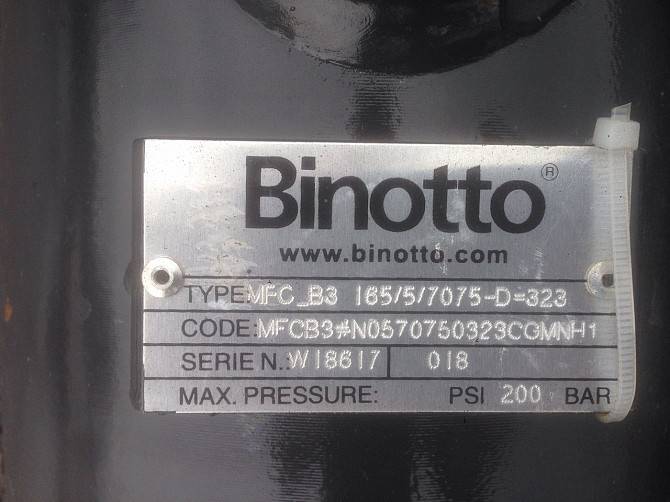 Binotto®
www.binotto.com
TYPE:MFC_B3 165/5/7075-D=323
CODE:MFCB3#N0570750323CGMNH1
SERIE N.:W18617 018
MAX. PRESSURE: PSI 200 BAR